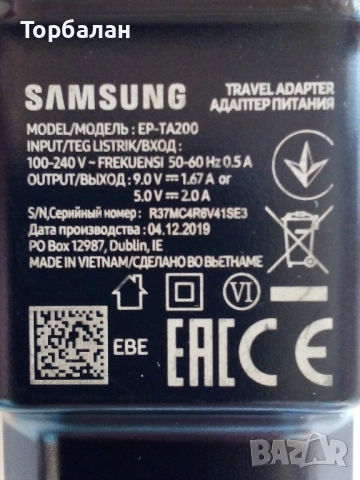 Торбалан
SAMSUNG
TRAVEL ADAPTER
АДАПТЕР ПИТАНИЯ
MODEL/МОДЕЛЬ : EP-TA200
INPUT/TEG LISTRIK/ВХОД :
100-240 V ~ FREKUENSI 50-60 Hz 0.5 A
OUTPUT/ВЫХОД : 9.0 V ⎓ 1.67 A or
5.0 V ⎓ 2.0 A
S/N,Серийный номер : R37MC4R6V41SE3
Дата производства : 04.12.2019
PO Box 12987, Dublin, IE
MADE IN VIETNAM/СДЕЛАНО ВО ВЬЕТНАМЕ
VI
EBE
EAC CE
BAZAR